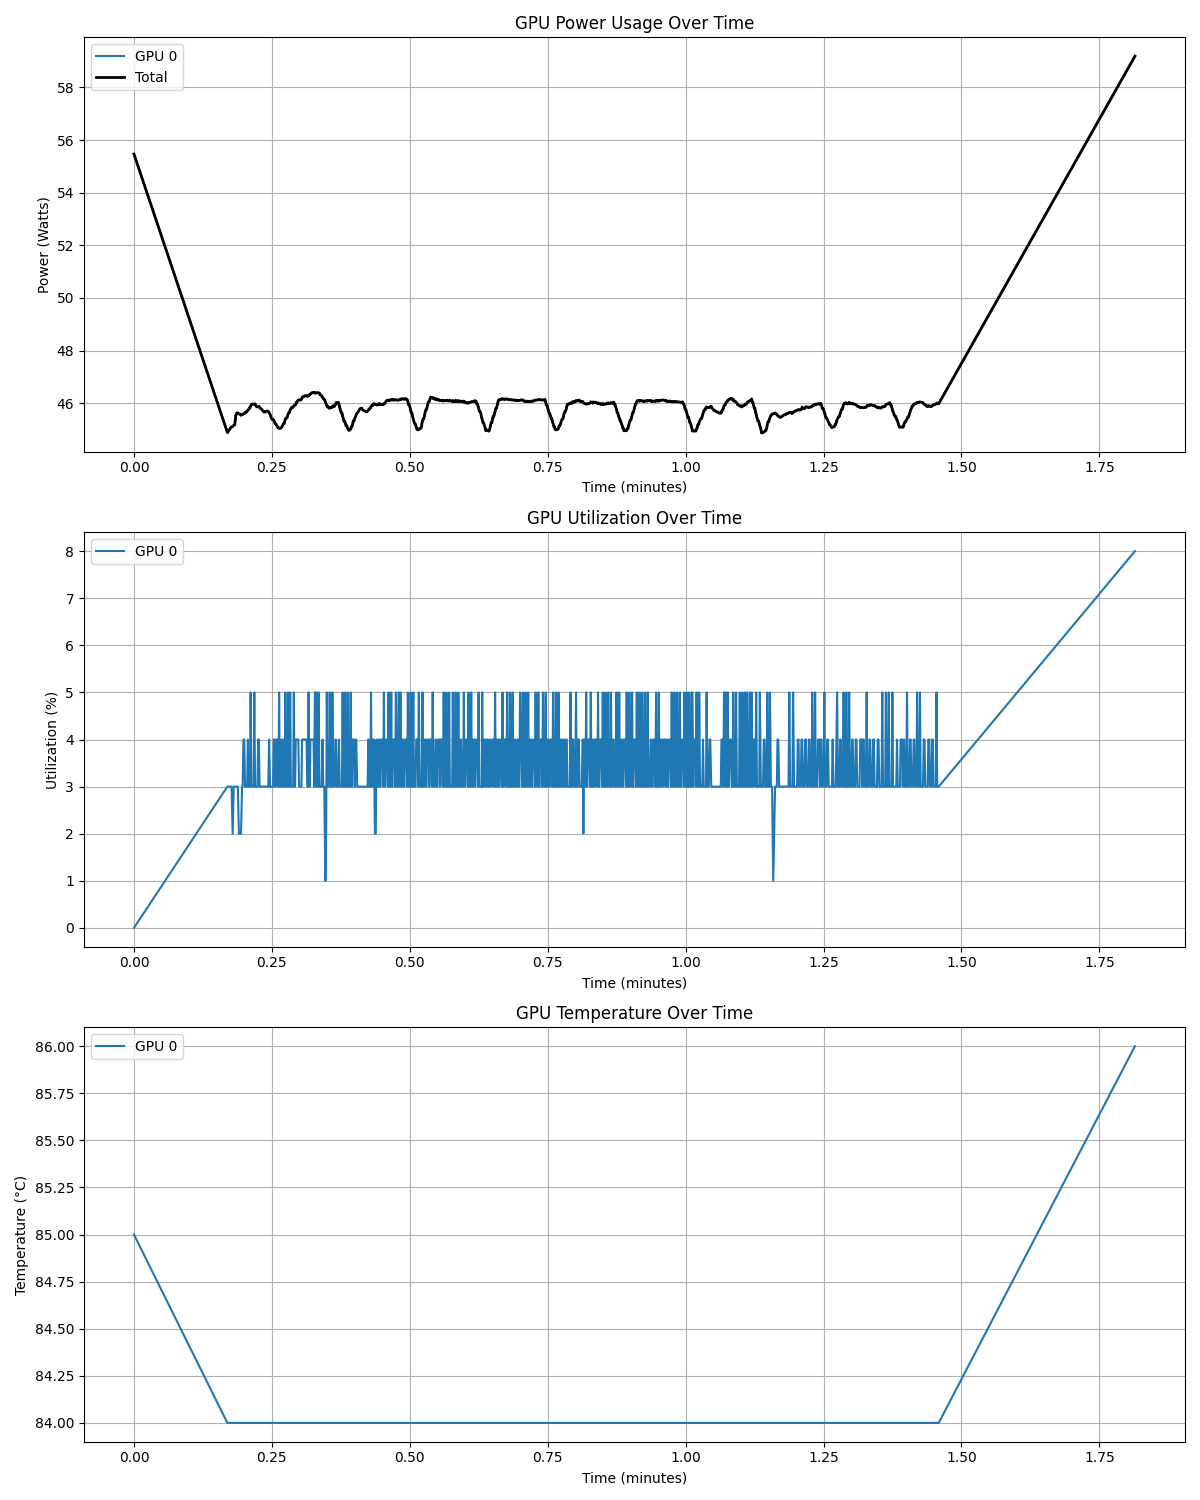 GPU Power Usage Over Time
GPU 0
Total
58
56
54
52
50
48
46
Power (Watts)
0.00 0.25 0.50 0.75 1.00 1.25 1.50 1.75
Time (minutes)
GPU Utilization Over Time
GPU 0
8
7
6
5
4
3
2
1
0
Utilization (%)
0.00 0.25 0.50 0.75 1.00 1.25 1.50 1.75
Time (minutes)
GPU Temperature Over Time
GPU 0
86.00
85.75
85.50
85.25
85.00
84.75
84.50
84.25
84.00
Temperature (°C)
0.00 0.25 0.50 0.75 1.00 1.25 1.50 1.75
Time (minutes)